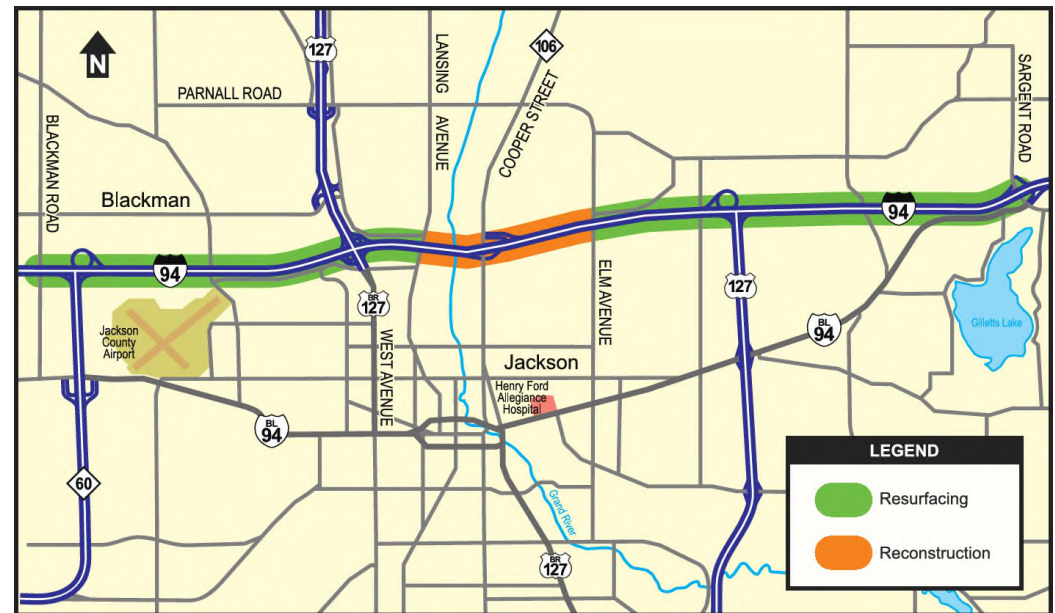 N
127
LANSING
AVENUE
106
COOPER STREET
PARNALL ROAD
SARGENT ROAD
BLACKMAN ROAD
Blackman
94
94
127
BR
127
ELM AVENUE
WEST AVENUE
Jackson
County
Airport
BL
94
Gilletts Lake
Jackson
Henry Ford
Allegiance
Hospital
BL
94
60
Grand River
BR
127
LEGEND
Resurfacing
Reconstruction